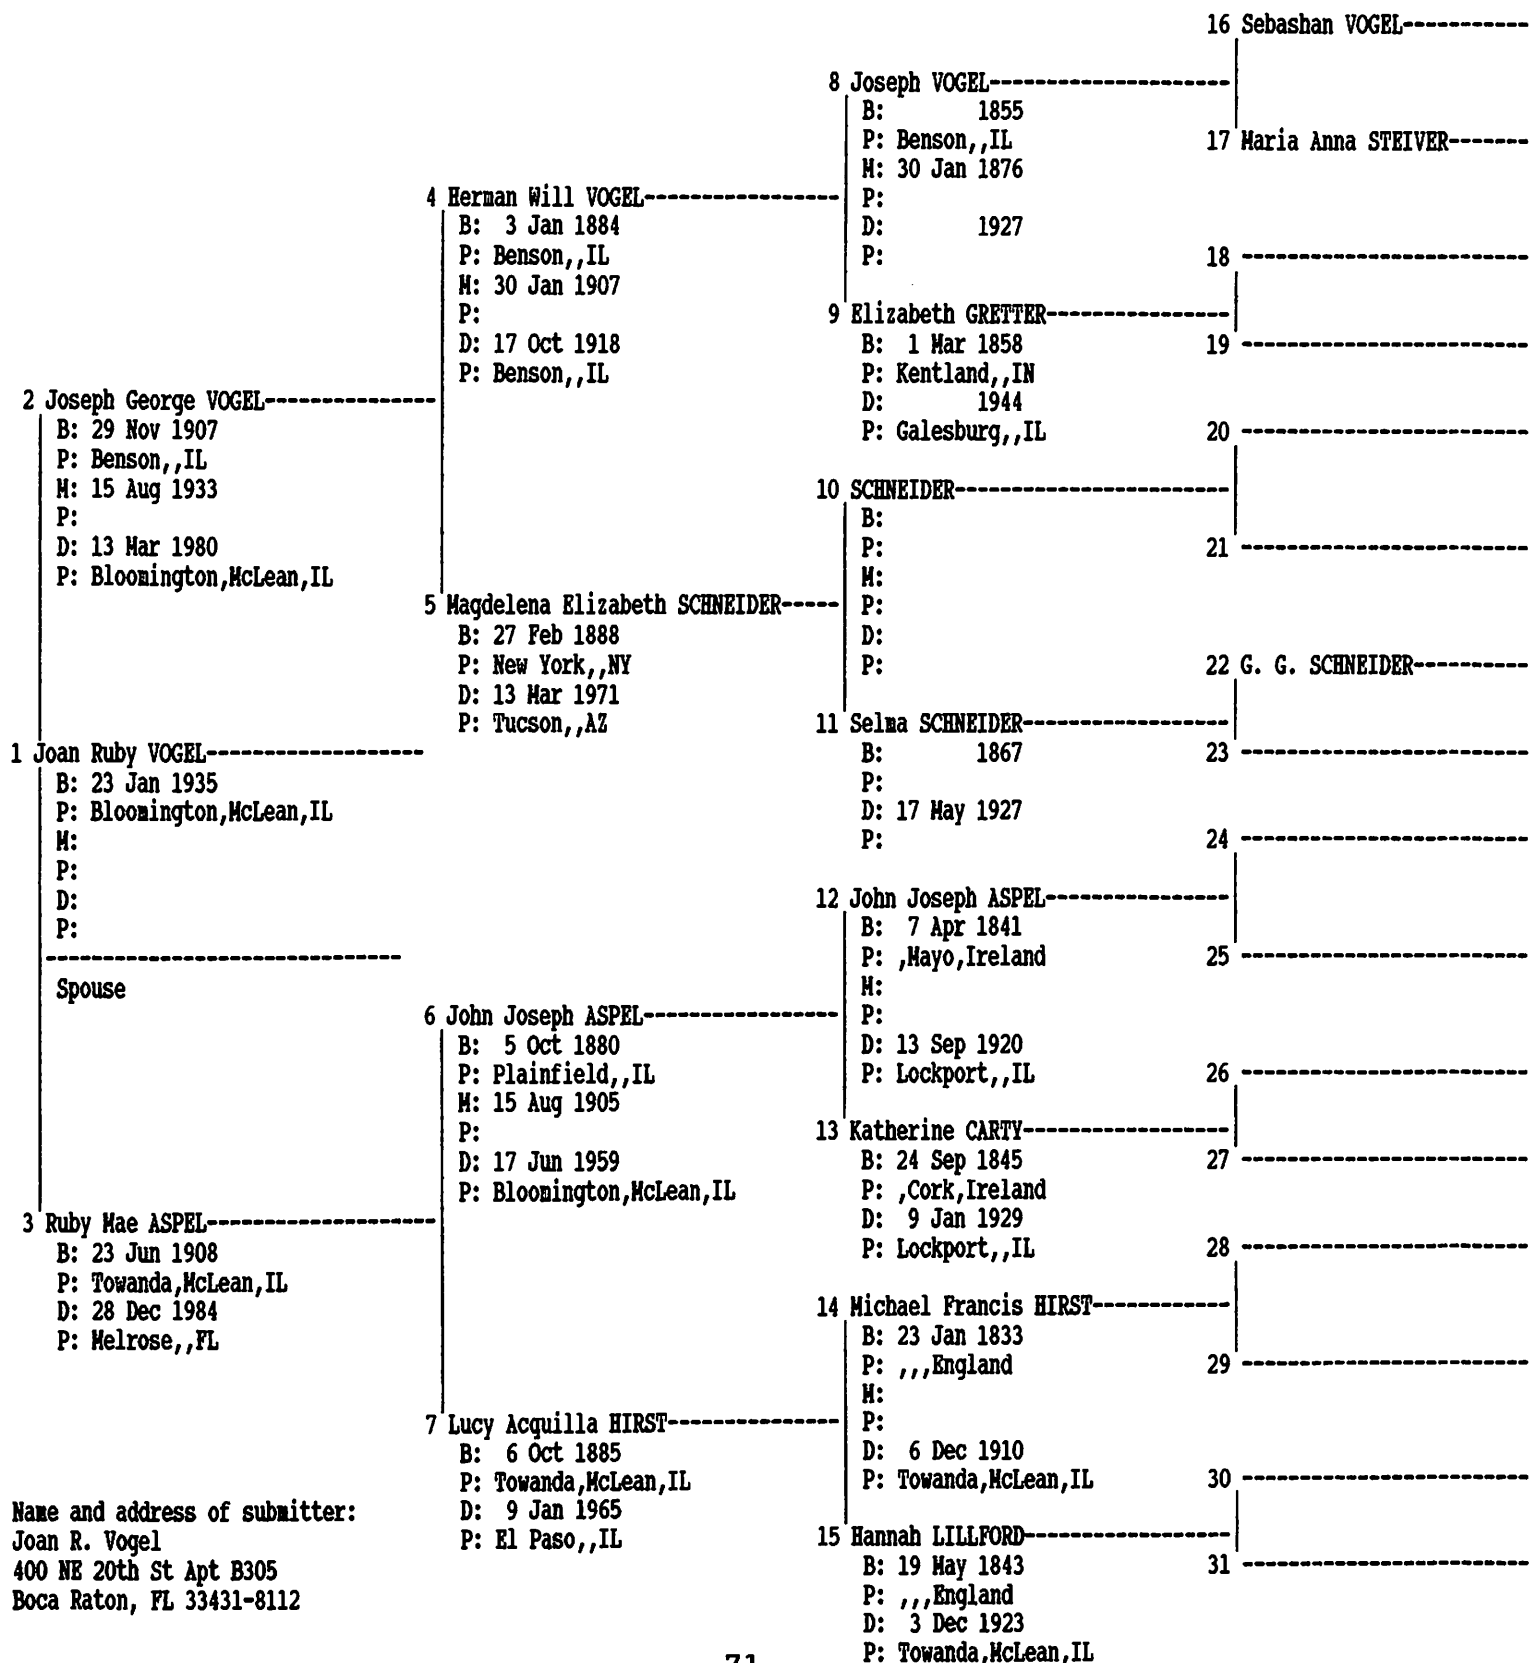 16 Sebashan VOGEL-----------
8 Joseph VOGEL---------------------
B: 1855
P: Benson,,IL
M: 30 Jan 1876
P:
D: 1927
P:
17 Maria Anna STEIVER-------
4 Herman Will VOGEL-----------------
B: 3 Jan 1884
P: Benson,,IL
M: 30 Jan 1907
P:
D: 17 Oct 1918
P: Benson,,IL
18 -------------------------
9 Elizabeth GRETTER----------------
B: 1 Mar 1858
P: Kentland,,IN
D: 1944
P: Galesburg,,IL
19 -------------------------
2 Joseph George VOGEL---------------
B: 29 Nov 1907
P: Benson,,IL
M: 15 Aug 1933
P:
D: 13 Mar 1980
P: Bloomington,McLean,IL
20 -------------------------
10 SCHNEIDER------------------------
B:
P:
M:
P:
D:
P:
21 -------------------------
5 Magdelena Elizabeth SCHNEIDER-----
B: 27 Feb 1888
P: New York,,NY
D: 13 Mar 1971
P: Tucson,,AZ
22 G. G. SCHNEIDER----------
11 Selma SCHNEIDER------------------
B: 1867
P:
D: 17 May 1927
P:
23 -------------------------
1 Joan Ruby VOGEL-------------------
B: 23 Jan 1935
P: Bloomington,McLean,IL
M:
P:
D:
P:
-------------------------------
Spouse
24 -------------------------
12 John Joseph ASPEL----------------
B: 7 Apr 1841
P: ,Mayo,Ireland
M:
P:
D: 13 Sep 1920
P: Lockport,,IL
25 -------------------------
6 John Joseph ASPEL-----------------
B: 5 Oct 1880
P: Plainfield,,IL
M: 15 Aug 1905
P:
D: 17 Jun 1959
P: Bloomington,McLean,IL
26 -------------------------
13 Katherine CARTY------------------
B: 24 Sep 1845
P: ,Cork,Ireland
D: 9 Jan 1929
P: Lockport,,IL
27 -------------------------
3 Ruby Mae ASPEL--------------------
B: 23 Jun 1908
P: Towanda,McLean,IL
D: 28 Dec 1984
P: Melrose,,FL
28 -------------------------
14 Michael Francis HIRST------------
B: 23 Jan 1833
P: ,,,England
M:
P:
D: 6 Dec 1910
P: Towanda,McLean,IL
29 -------------------------
7 Lucy Acquilla HIRST---------------
B: 6 Oct 1885
P: Towanda,McLean,IL
D: 9 Jan 1965
P: El Paso,,IL
30 -------------------------
15 Hannah LILLFORD------------------
B: 19 May 1843
P: ,,,England
D: 3 Dec 1923
P: Towanda,McLean,IL
31 -------------------------
Name and address of submitter:
Joan R. Vogel
400 NE 20th St Apt B305
Boca Raton, FL 33431-8112
71